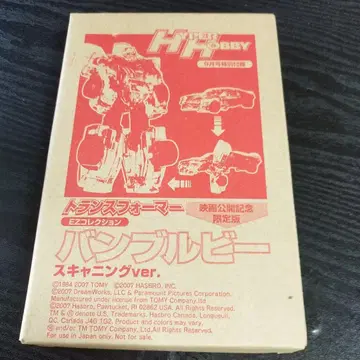 HYPER HOBBY
9月号特別付録
トランスフォーマー
EZコレクション
映画公開記念
限定版
バンブルビー
スキャニングver.
©1984 2007 TOMY ©2007 HASBRO, INC.
©2007 DreamWorks, LLC & Paramount Pictures Corporation.
Manufactured under license from TOMY Company,ltd
©2007 Hasbro, Pawtucket, RI 02862 USA. All Rights Reserved.
TM & ® denote U.S. Trademarks. Hasbro Canada, Longueuil,
QC, Canada J4G 1G2. Product and colors may vary.
®and/or. TM TOMY Company, Ltd.All Rights Reserved.
For use in Japan only. Not for sale.